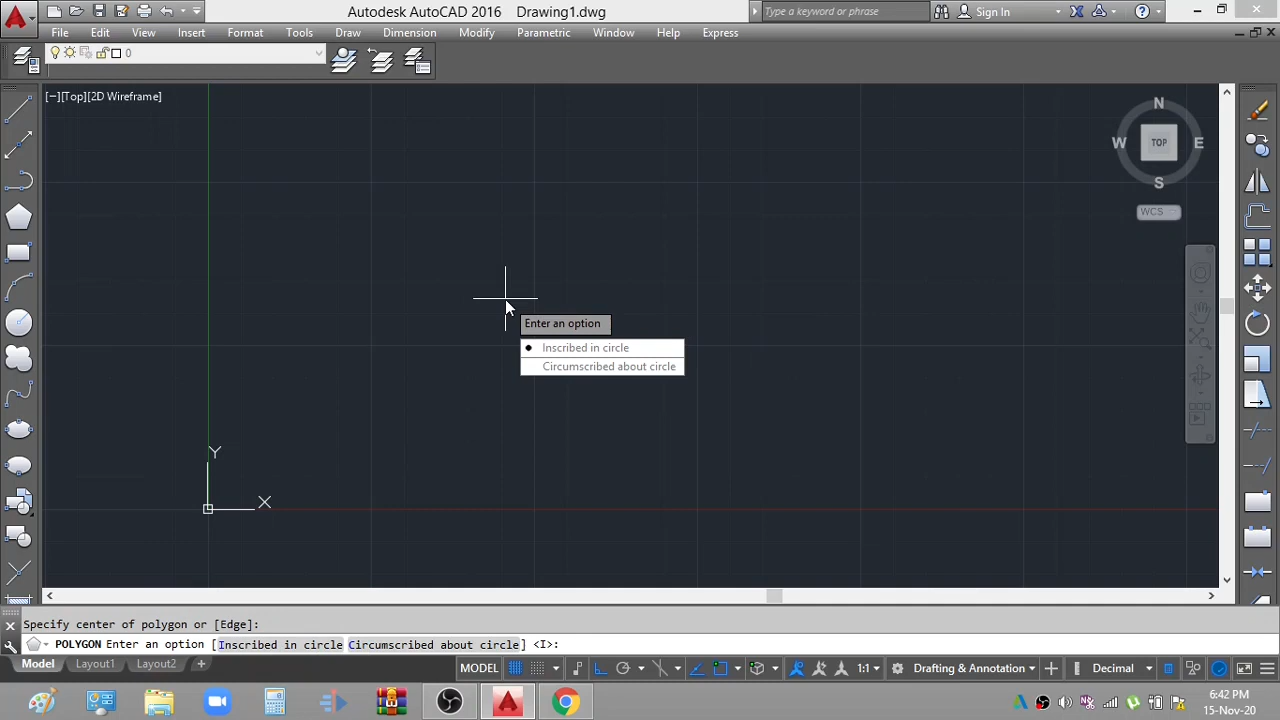 Autodesk AutoCAD 2016 Drawing1.dwg
Type a keyword or phrase
Sign In
File Edit View Insert Format Tools Draw Dimension Modify Parametric Window Help Express
0
[−][Top][2D Wireframe]
N
W TOP E
S
WCS
Enter an option
Inscribed in circle
Circumscribed about circle
Y
X
Specify center of polygon or [Edge]:
POLYGON Enter an option [Inscribed in circle Circumscribed about circle] <I>:
Model Layout1 Layout2 +
MODEL 1:1 Drafting & Annotation Decimal
6:42 PM
15-Nov-20